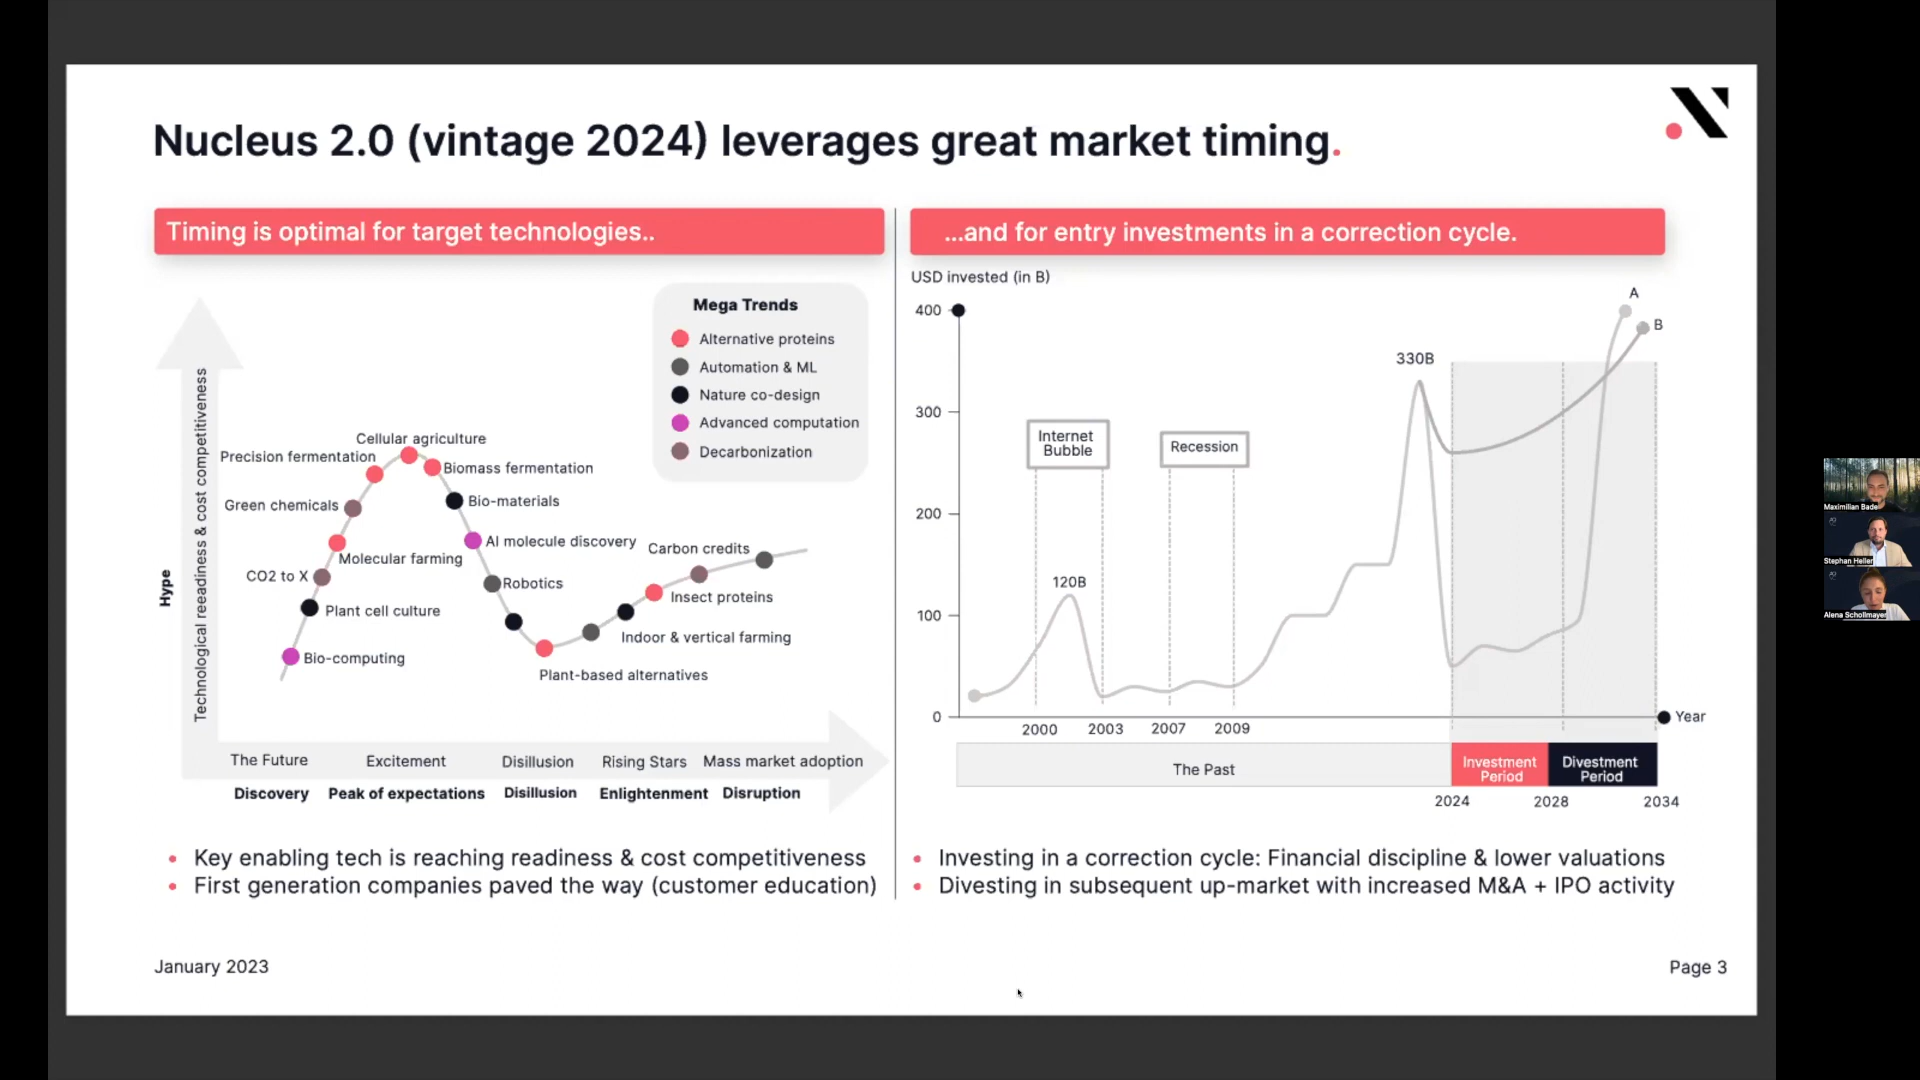 Nucleus 2.0 (vintage 2024) leverages great market timing.
Timing is optimal for target technologies..
Mega Trends
Alternative proteins
Automation & ML
Nature co-design
Advanced computation
Decarbonization
Hype
Technological reeadiness & cost competitiveness
Cellular agriculture
Precision fermentation
Biomass fermentation
Green chemicals
Bio-materials
AI molecule discovery
Molecular farming
Carbon credits
CO2 to X
Robotics
Plant cell culture
Insect proteins
Indoor & vertical farming
Bio-computing
Plant-based alternatives
The Future
Excitement
Disillusion
Rising Stars
Mass market adoption
Discovery
Peak of expectations
Disillusion
Enlightenment
Disruption
Key enabling tech is reaching readiness & cost competitiveness
First generation companies paved the way (customer education)
...and for entry investments in a correction cycle.
USD invested (in B)
400
300
200
100
0
A
B
330B
Internet
Bubble
Recession
120B
2000
2003
2007
2009
Year
The Past
Investment
Period
Divestment
Period
2024
2028
2034
Investing in a correction cycle: Financial discipline & lower valuations
Divesting in subsequent up-market with increased M&A + IPO activity
January 2023
Page 3
Maximilian Bade
Stephan Heller
Alena Schollmayer